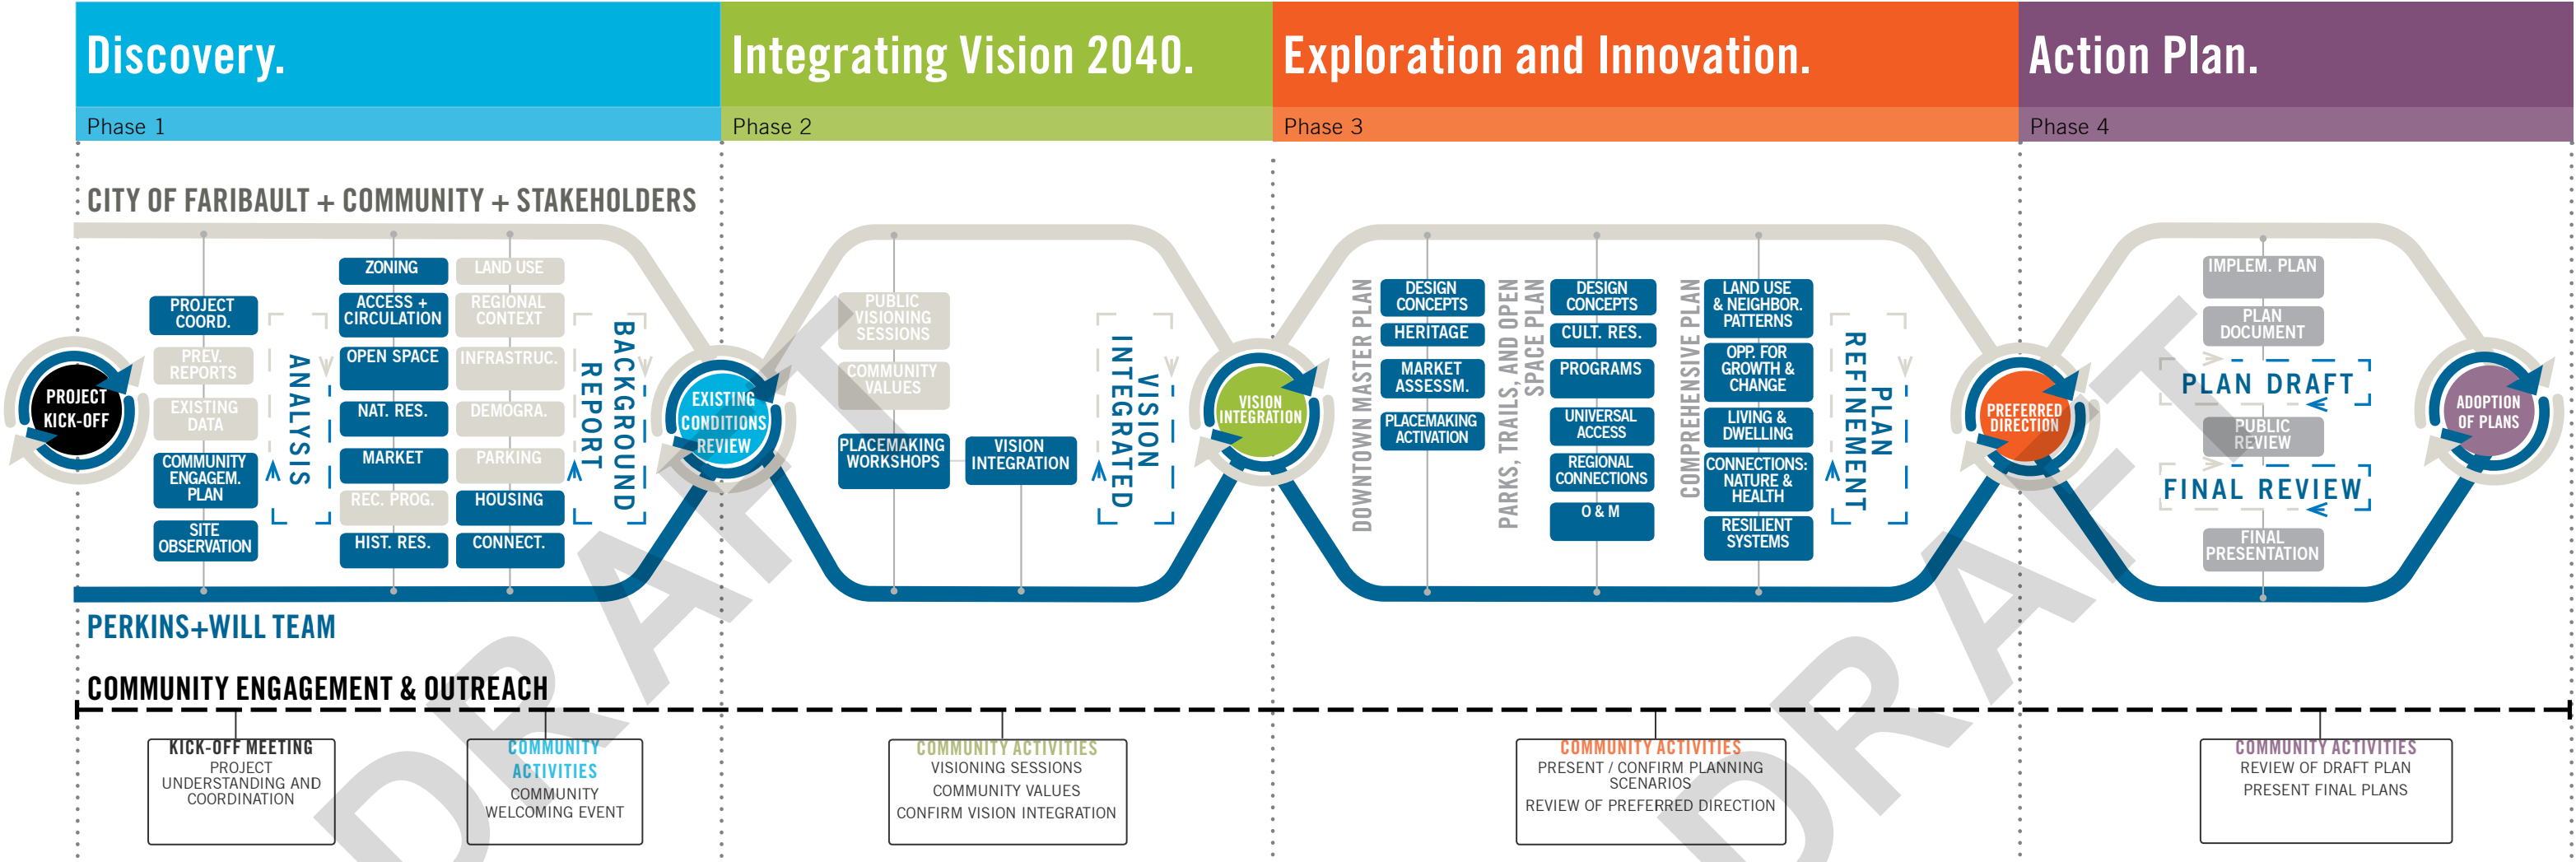 Discovery.
Phase 1
Integrating Vision 2040.
Phase 2
Exploration and Innovation.
Phase 3
Action Plan.
Phase 4
CITY OF FARIBAULT + COMMUNITY + STAKEHOLDERS
PROJECT
KICK-OFF
PROJECT
COORD.
PREV.
REPORTS
EXISTING
DATA
COMMUNITY
ENGAGEM.
PLAN
SITE
OBSERVATION
ANALYSIS
ZONING
ACCESS +
CIRCULATION
OPEN SPACE
NAT. RES.
MARKET
REC. PROG.
HIST. RES.
LAND USE
REGIONAL
CONTEXT
INFRASTRUC.
DEMOGRA.
PARKING
HOUSING
CONNECT.
BACKGROUND
REPORT
EXISTING
CONDITIONS
REVIEW
PUBLIC
VISIONING
SESSIONS
COMMUNITY
VALUES
PLACEMAKING
WORKSHOPS
VISION
INTEGRATION
VISION
INTEGRATED
VISION
INTEGRATION
DOWNTOWN MASTER PLAN
DESIGN
CONCEPTS
HERITAGE
MARKET
ASSESSM.
PLACEMAKING
ACTIVATION
PARKS, TRAILS, AND OPEN
SPACE PLAN
DESIGN
CONCEPTS
CULT. RES.
PROGRAMS
UNIVERSAL
ACCESS
REGIONAL
CONNECTIONS
O & M
COMPREHENSIVE PLAN
LAND USE
& NEIGHBOR.
PATTERNS
OPP. FOR
GROWTH &
CHANGE
LIVING &
DWELLING
CONNECTIONS:
NATURE &
HEALTH
RESILIENT
SYSTEMS
PLAN
REFINEMENT
PREFERRED
DIRECTION
IMPLEM. PLAN
PLAN
DOCUMENT
PLAN DRAFT
PUBLIC
REVIEW
FINAL REVIEW
FINAL
PRESENTATION
ADOPTION
OF PLANS
PERKINS+WILL TEAM
COMMUNITY ENGAGEMENT & OUTREACH
KICK-OFF MEETING
PROJECT
UNDERSTANDING AND
COORDINATION
COMMUNITY
ACTIVITIES
COMMUNITY
WELCOMING EVENT
COMMUNITY ACTIVITIES
VISIONING SESSIONS
COMMUNITY VALUES
CONFIRM VISION INTEGRATION
COMMUNITY ACTIVITIES
PRESENT / CONFIRM PLANNING
SCENARIOS
REVIEW OF PREFERRED DIRECTION
COMMUNITY ACTIVITIES
REVIEW OF DRAFT PLAN
PRESENT FINAL PLANS
DRAFT
DRAFT